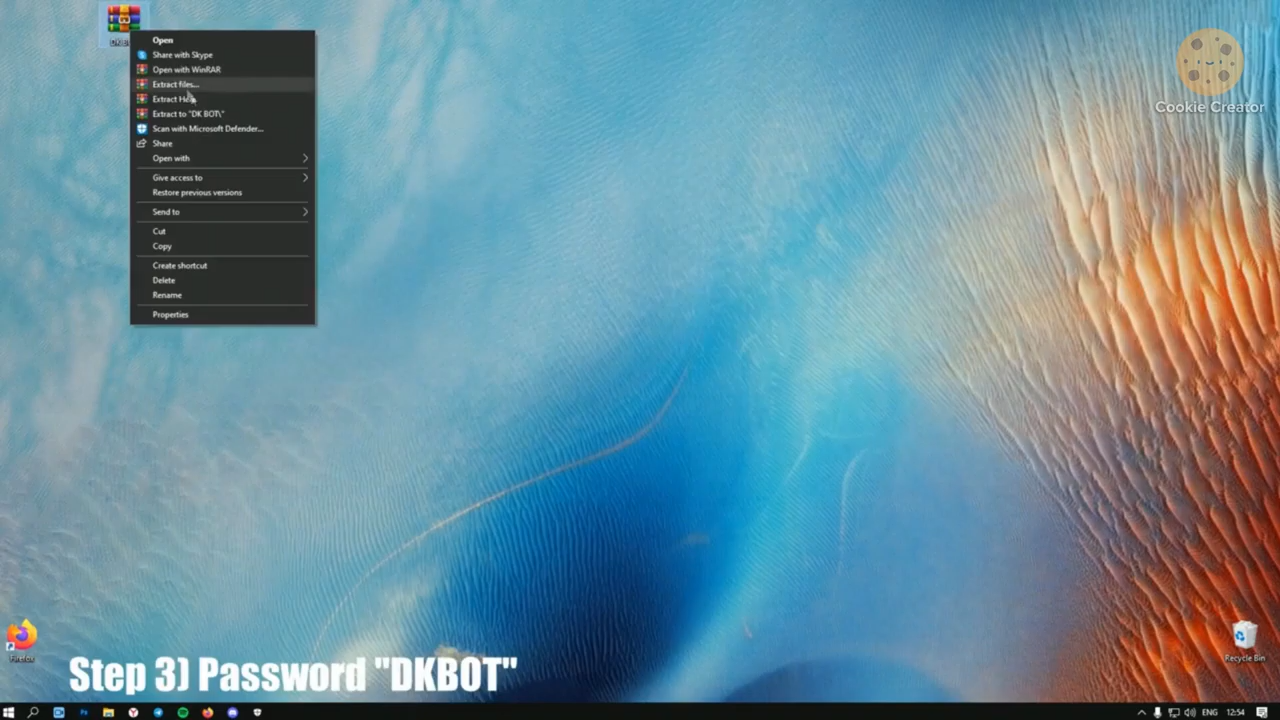 Cookie Creator
Open
Share with Skype
Open with WinRAR
Extract files...
Extract
Extract to "DK BOT\"
Scan with Microsoft Defender...
Share
Open with
Give access to
Restore previous versions
Send to
Cut
Copy
Create shortcut
Delete
Rename
Properties
Firefox
Recycle Bin
Step 3) Password "DKBOT"
ENG
12:54